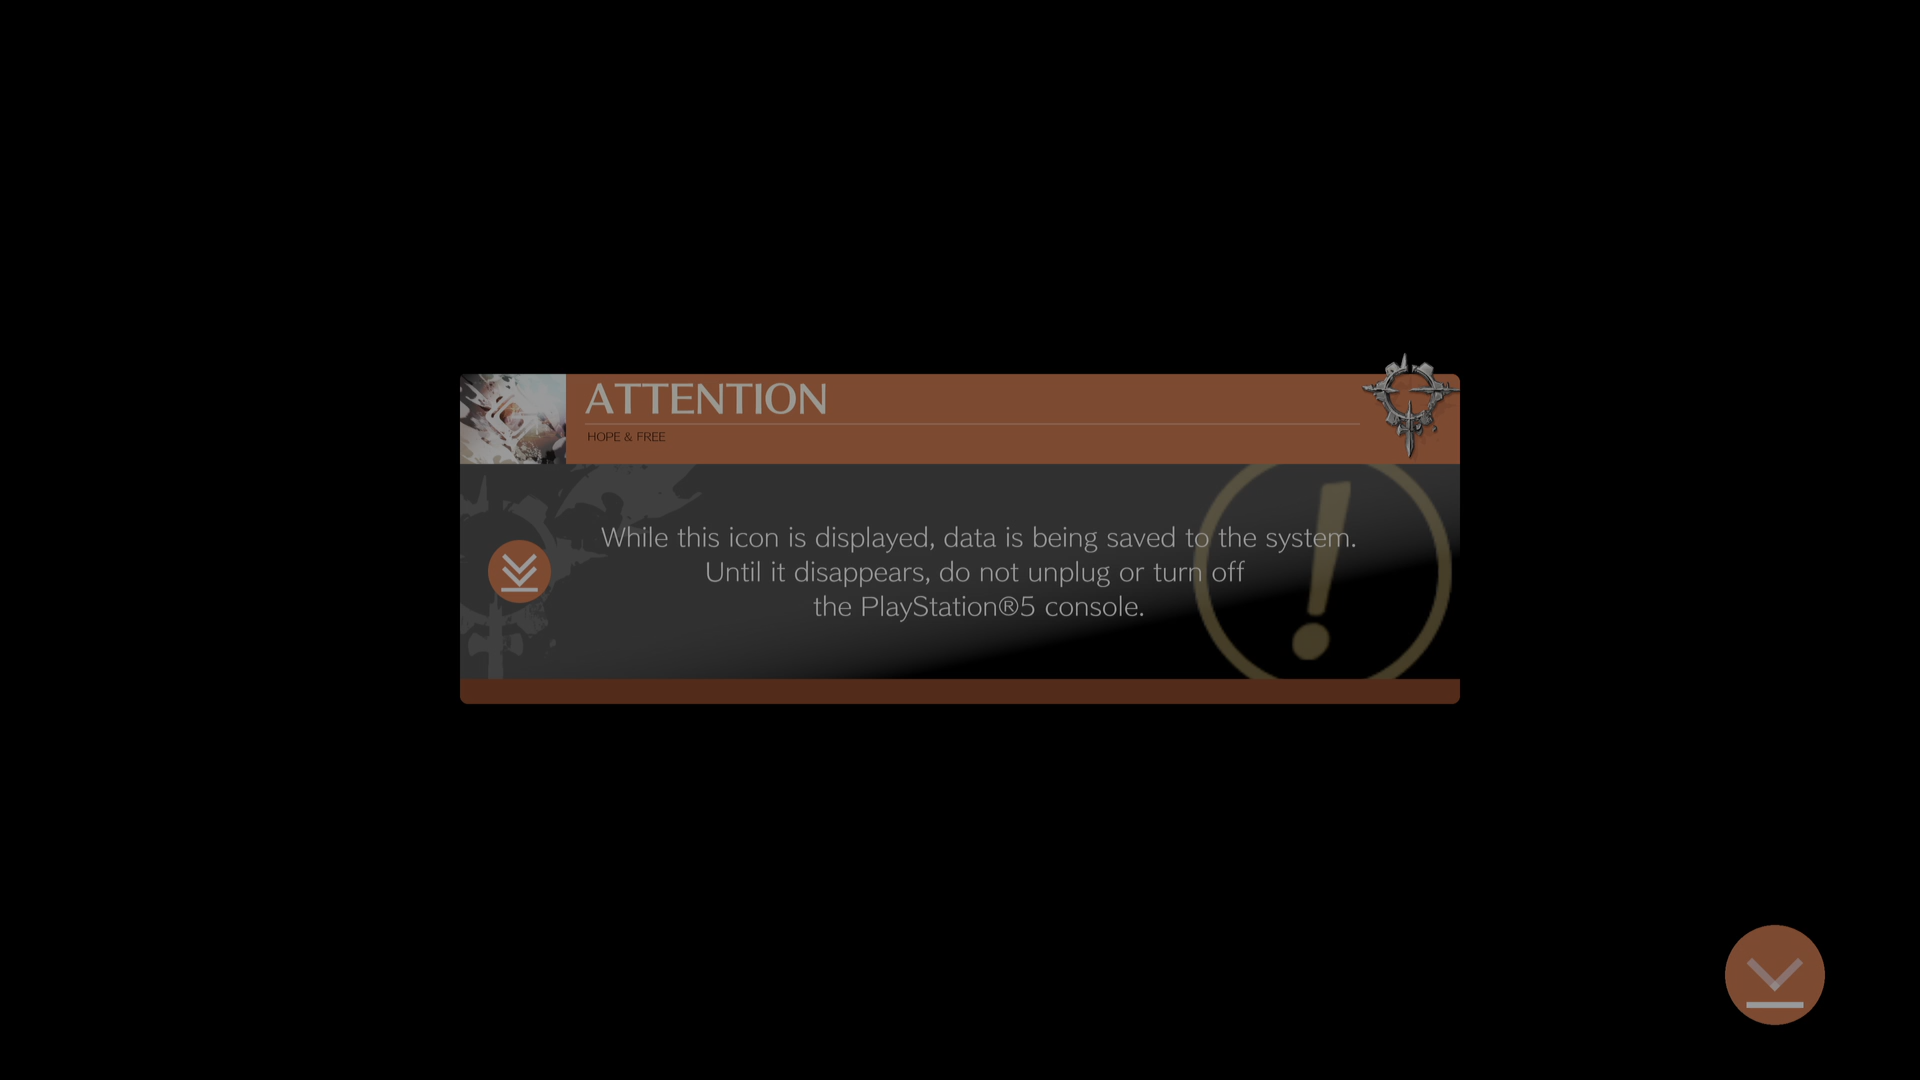 ATTENTION
HOPE & FREE
While this icon is displayed, data is being saved to the system.
Until it disappears, do not unplug or turn off
the PlayStation®5 console.